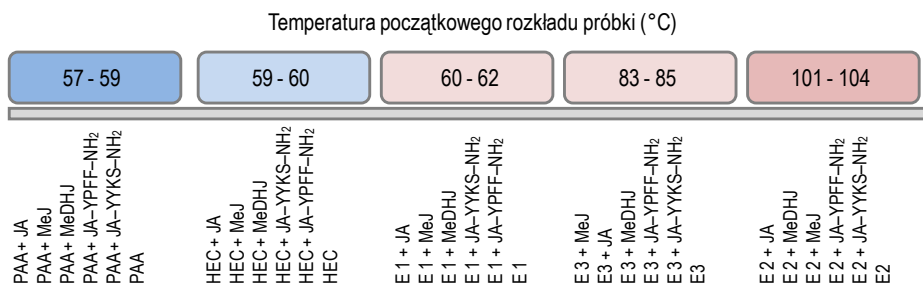 Temperatura początkowego rozkładu próbki (°C)
57 - 59
59 - 60
60 - 62
83 - 85
101 - 104
PAA + JA
PAA + MeJ
PAA + MeDHJ
PAA + JA–YPFF–NH₂
PAA + JA–YYKS–NH₂
PAA
HEC + JA
HEC + MeJ
HEC + MeDHJ
HEC + JA–YYKS–NH₂
HEC + JA–YPFF–NH₂
HEC
E 1 + JA
E 1 + MeJ
E 1 + MeDHJ
E 1 + JA–YYKS–NH₂
E 1 + JA–YPFF–NH₂
E 1
E 3 + MeJ
E3 + JA
E 3 + MeDHJ
E 3 + JA–YPFF–NH₂
E 3 + JA–YYKS–NH₂
E3
E 2 + JA
E 2 + MeDHJ
E 2 + MeJ
E 2 + JA–YPFF–NH₂
E 2 + JA–YYKS–NH₂
E2